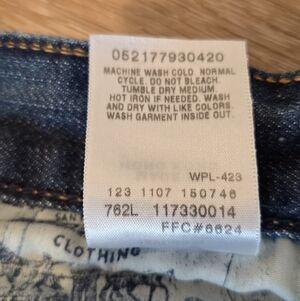 052177930420
MACHINE WASH COLD NORMAL
CYCLE. DO NOT BLEACH.
TUMBLE DRY MEDIUM.
HOT IRON IF NEEDED. WASH
AND DRY WITH LIKE COLORS.
WASH GARMENT INSIDE OUT.
WPL-423
123 1107 150746
762L 117330014
FFC#6624
SAN
CLOTHING